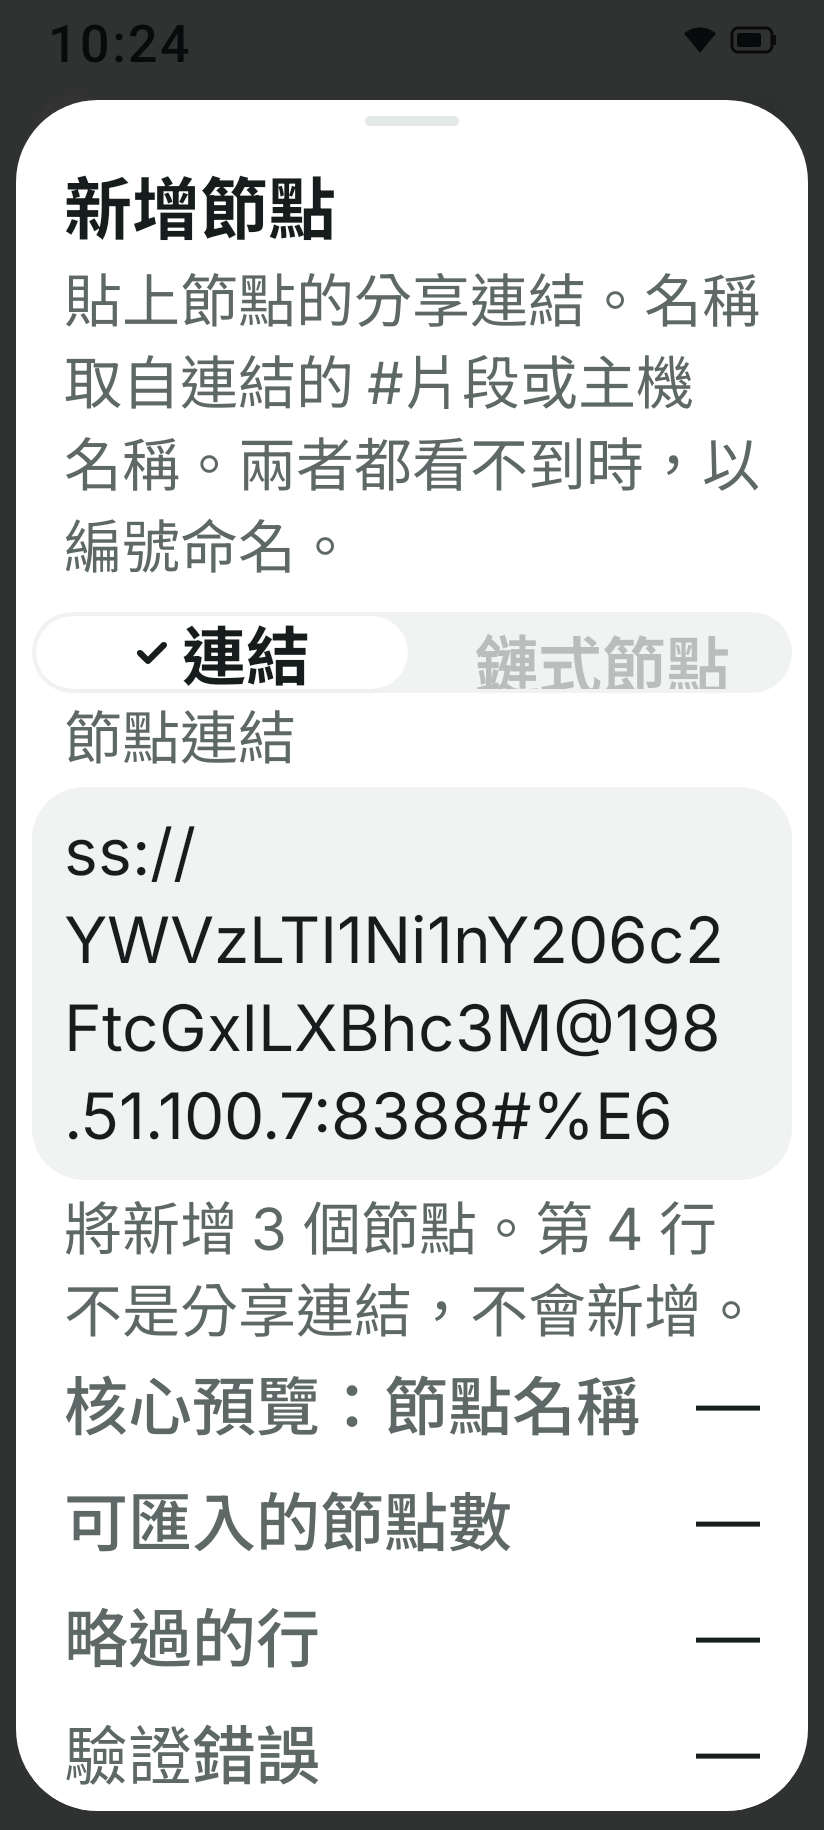 10:24
新增節點
貼上節點的分享連結。名稱
取自連結的 #片段或主機
名稱。兩者都看不到時，以
編號命名。
連結
鏈式節點
節點連結
ss://
YWVzLTI1Ni1nY206c2
FtcGxlLXBhc3M@198
.51.100.7:8388#%E6
將新增 3 個節點。第 4 行
不是分享連結，不會新增。
核心預覽：節點名稱 —
可匯入的節點數 —
略過的行 —
驗證錯誤 —